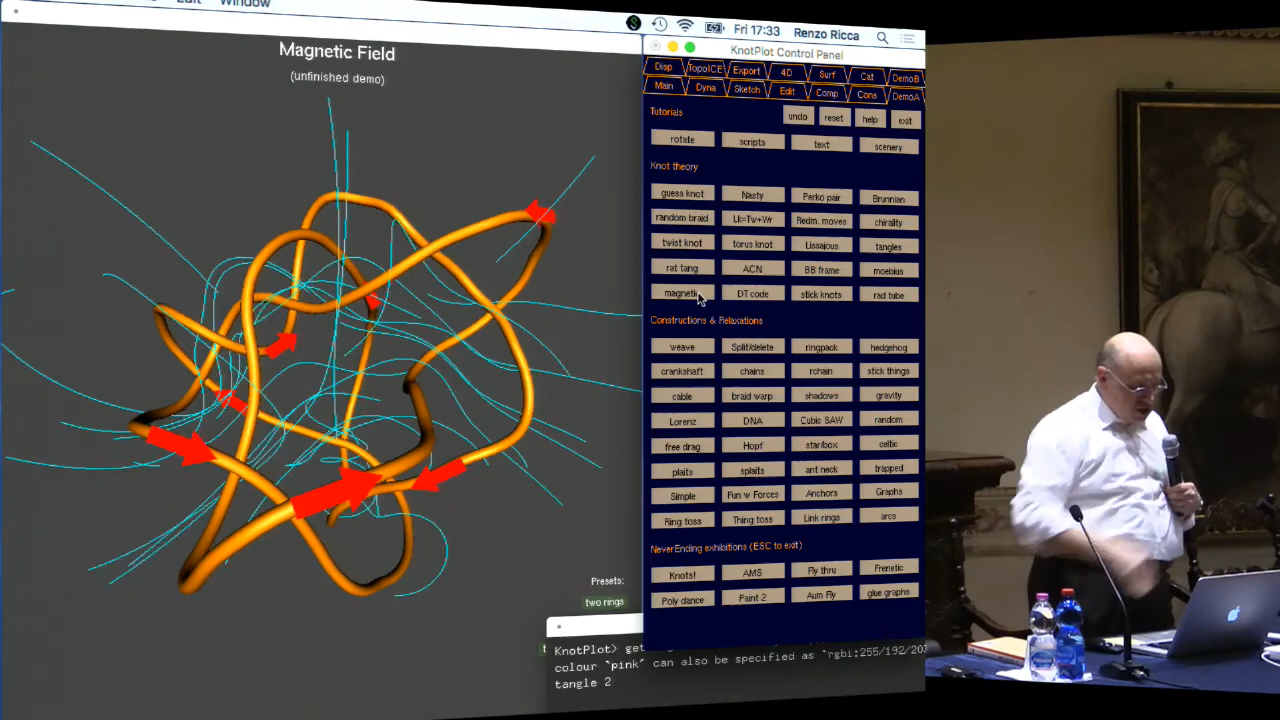 Edit Window
Fri 17:33 Renzo Ricca
Magnetic Field
(unfinished demo)
KnotPlot Control Panel
Disp TopoICE Export 4D Surf Cat DemoB
Main Dyna Sketch Edit Comp Cons DemoA
Tutorials undo reset help exit
rotate scripts text scenery
Knot theory
guess knot Nasty Perko pair Brunnian
random braid Lk=Tw+Wr Redm. moves chirality
twist knot torus knot Lissajous tangles
rat tang ACN BB frame moebius
magnetic DT code stick knots rad tube
Constructions & Relaxations
weave Split/delete ringpack hedgehog
crankshaft chains rchain stick things
cable braid warp shadows gravity
Lorenz DNA Cubic SAW random
free drag Hopf star/box celtic
plaits splaits ant neck trapped
Simple Fun w Forces Anchors Graphs
Ring toss Thing toss Link rings arcs
NeverEnding exhibitions (ESC to exit)
Knots! AMS Fly thru Frenetic
Poly dance Paint 2 Aum Fly glue graphs
Presets:
two rings
KnotPlot>
colour `pink' can also be specified as `rgbi:255/192/203
tangle 2